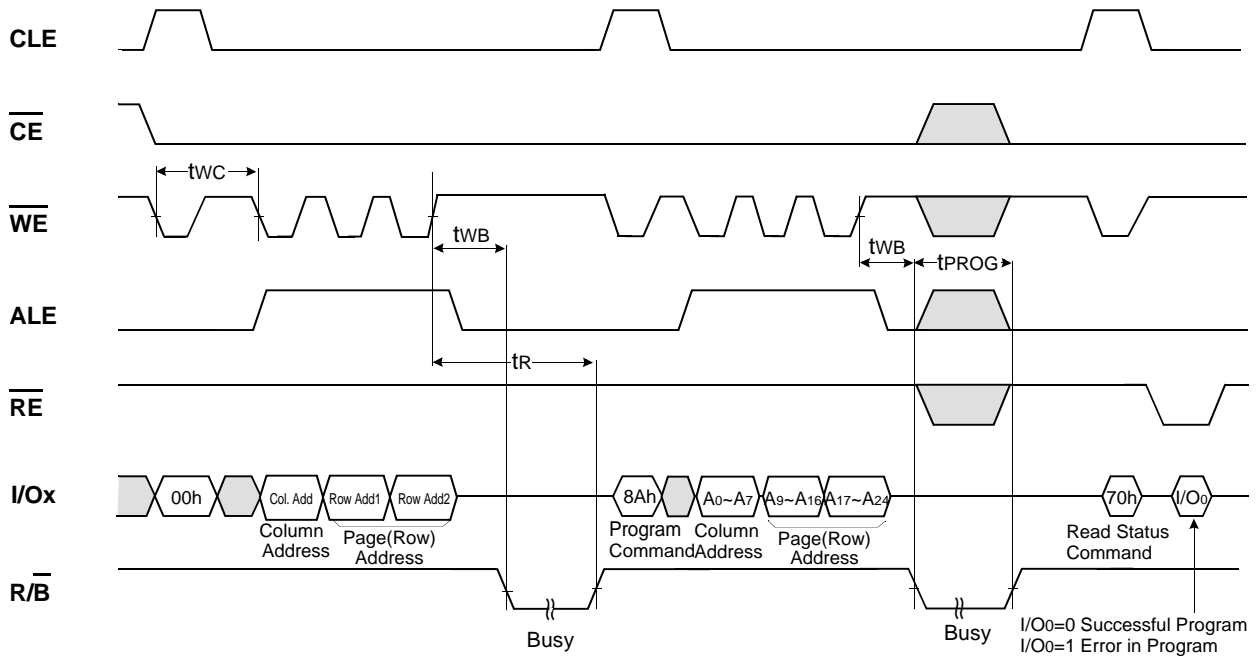 CLE
CE
tWC
WE
tWB
tWB
tPROG
ALE
tR
RE
I/Ox
00h
Col. Add
Row Add1
Row Add2
8Ah
A0~A7
A9~A16
A17~A24
70h
I/O0
Column
Address
Page(Row)
Address
Program
Command
Column
Address
Page(Row)
Address
Read Status
Command
R/B
Busy
Busy
I/O0=0 Successful Program
I/O0=1 Error in Program